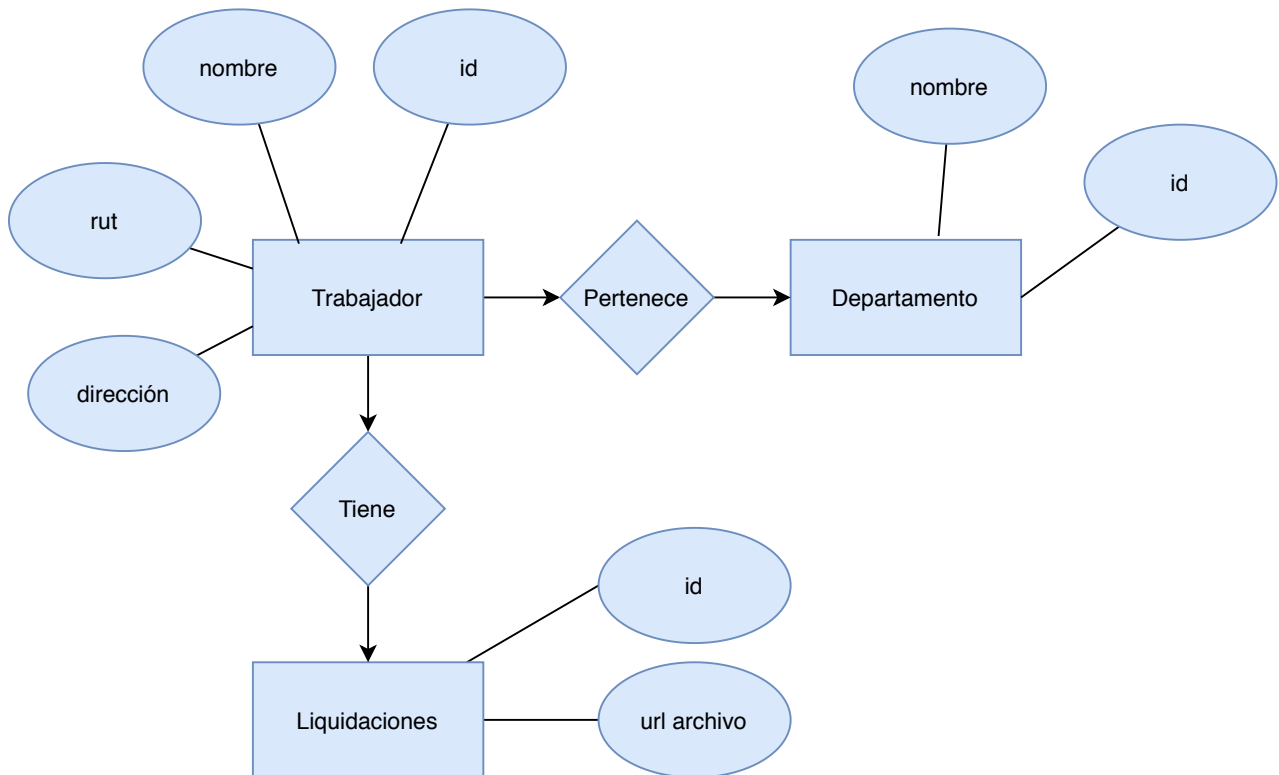 nombre
id
nombre
id
rut
Trabajador
Pertenece
Departamento
dirección
Tiene
id
Liquidaciones
url archivo